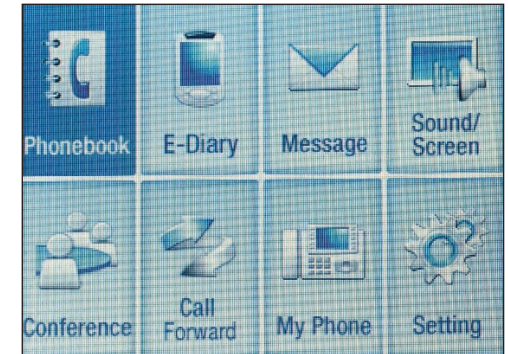 Phonebook
E-Diary
Message
Sound/
Screen
Conference
Call
Forward
My Phone
Setting